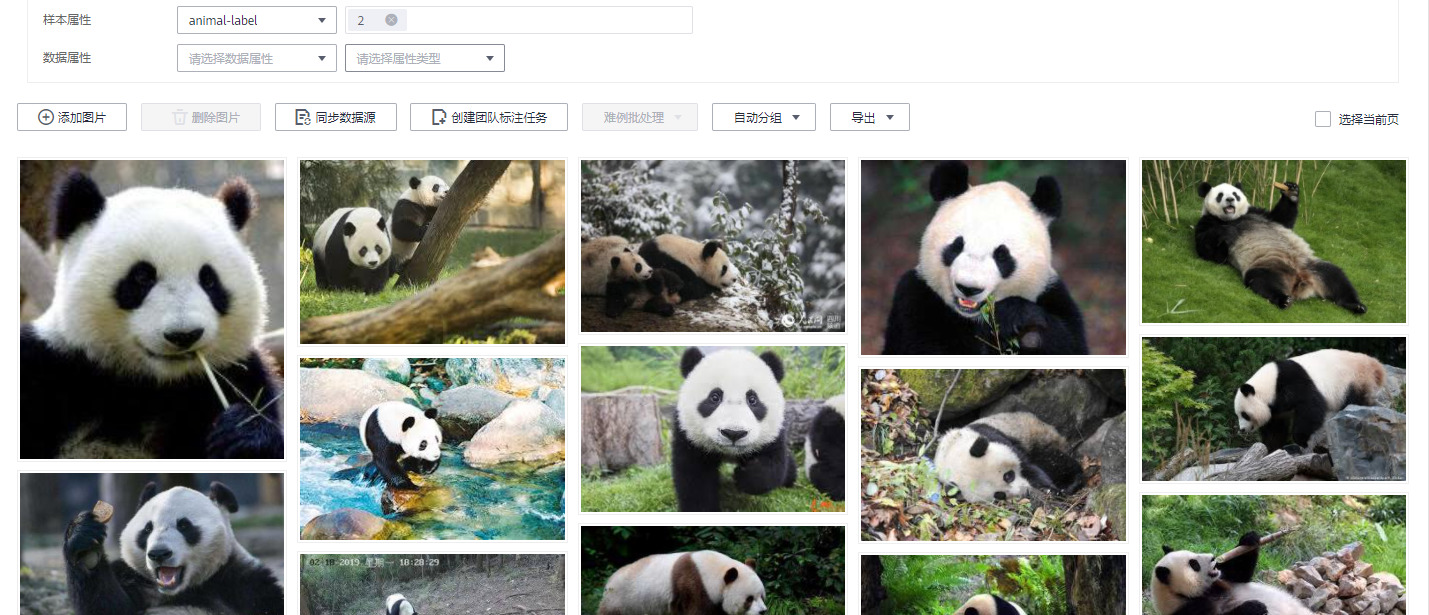 样本属性 animal-label 2
数据属性 请选择数据属性 请选择属性类型
添加图片 删除图片 同步数据源 创建团队标注任务 难例批处理 自动分组 导出 选择当前页
02-18-2019 星期一 18:28:29